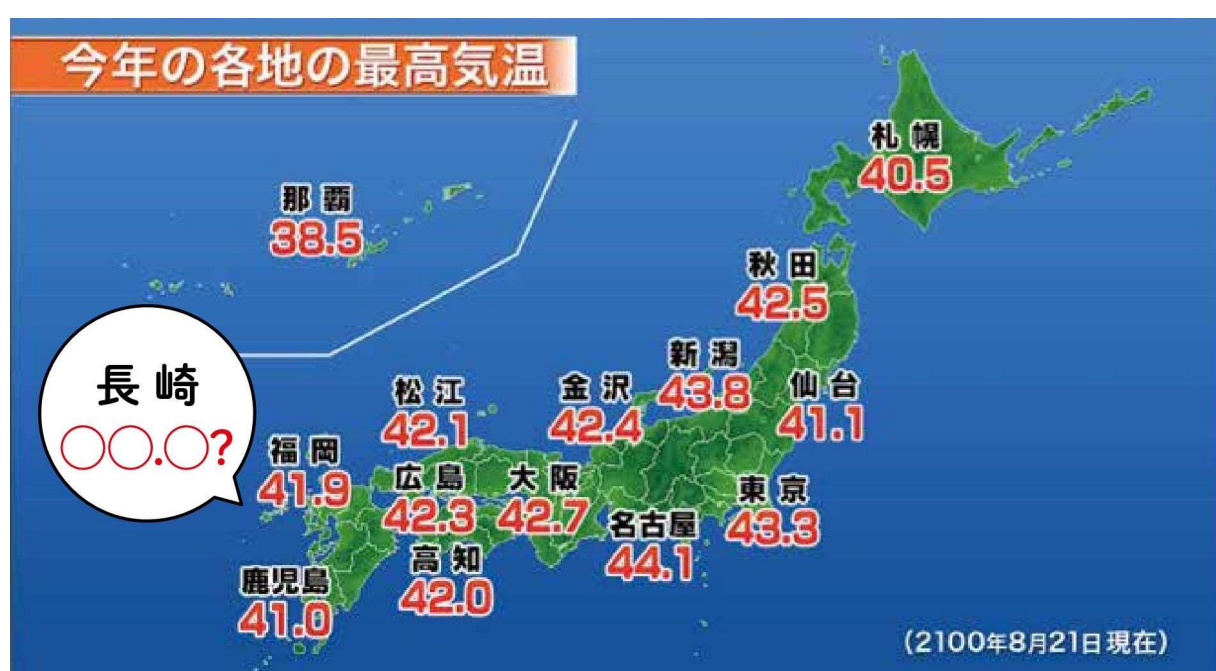 今年の各地の最高気温
札幌
40.5
那覇
38.5
秋田
42.5
新潟
43.8
仙台
41.1
金沢
42.4
松江
42.1
長崎
○○.○?
福岡
41.9
広島
42.3
大阪
42.7
東京
43.3
名古屋
44.1
高知
42.0
鹿児島
41.0
(2100年8月21日現在)